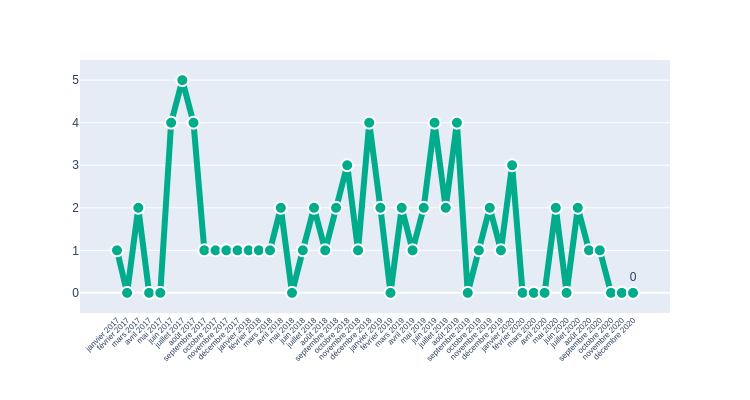 5
4
3
2
1
0
0
janvier 2017
février 2017
mars 2017
avril 2017
mai 2017
juin 2017
juillet 2017
août 2017
septembre 2017
octobre 2017
novembre 2017
décembre 2017
janvier 2018
février 2018
mars 2018
avril 2018
mai 2018
juin 2018
juillet 2018
août 2018
septembre 2018
octobre 2018
novembre 2018
décembre 2018
janvier 2019
février 2019
mars 2019
avril 2019
mai 2019
juin 2019
juillet 2019
août 2019
septembre 2019
octobre 2019
novembre 2019
décembre 2019
janvier 2020
février 2020
mars 2020
avril 2020
mai 2020
juin 2020
juillet 2020
août 2020
septembre 2020
octobre 2020
novembre 2020
décembre 2020